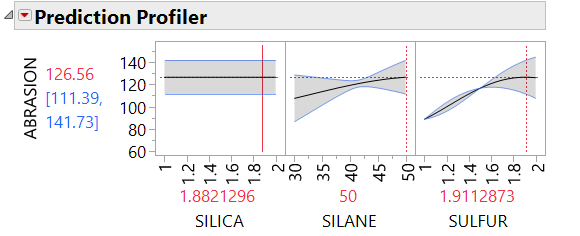 Prediction Profiler
ABRASION
126.56
[111.39,
141.73]
140
120
100
80
60
1 1.2 1.4 1.6 1.8 2
30 35 40 45 50
1 1.2 1.4 1.6 1.8 2
1.8821296 50 1.9112873
SILICA SILANE SULFUR